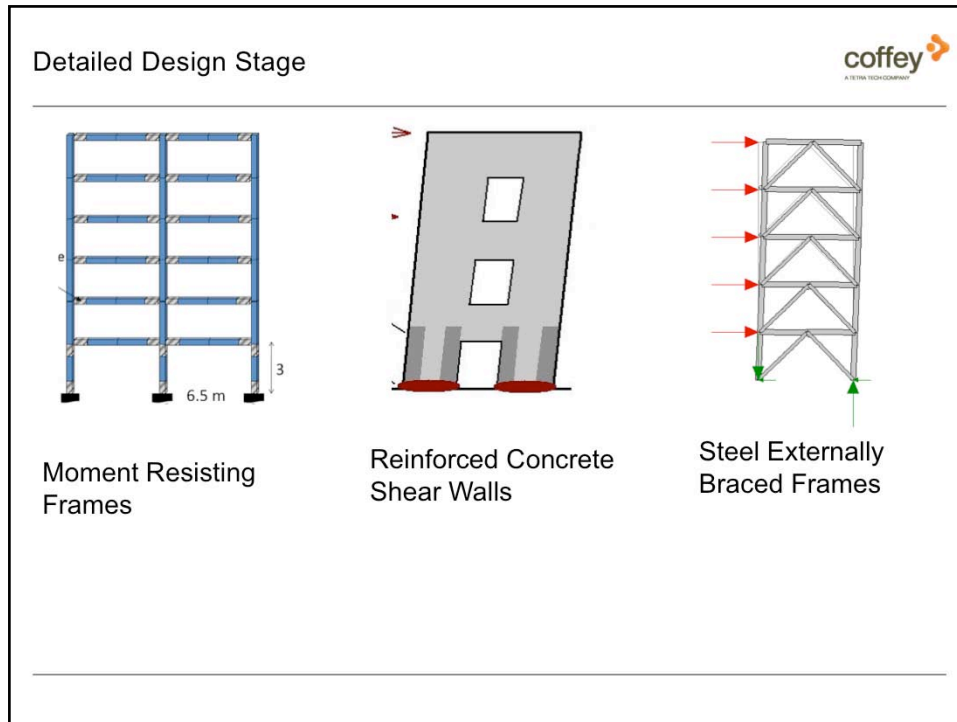 Detailed Design Stage
coffey
A TETRA TECH COMPANY
e
3
6.5 m
Moment Resisting
Frames
Reinforced Concrete
Shear Walls
Steel Externally
Braced Frames